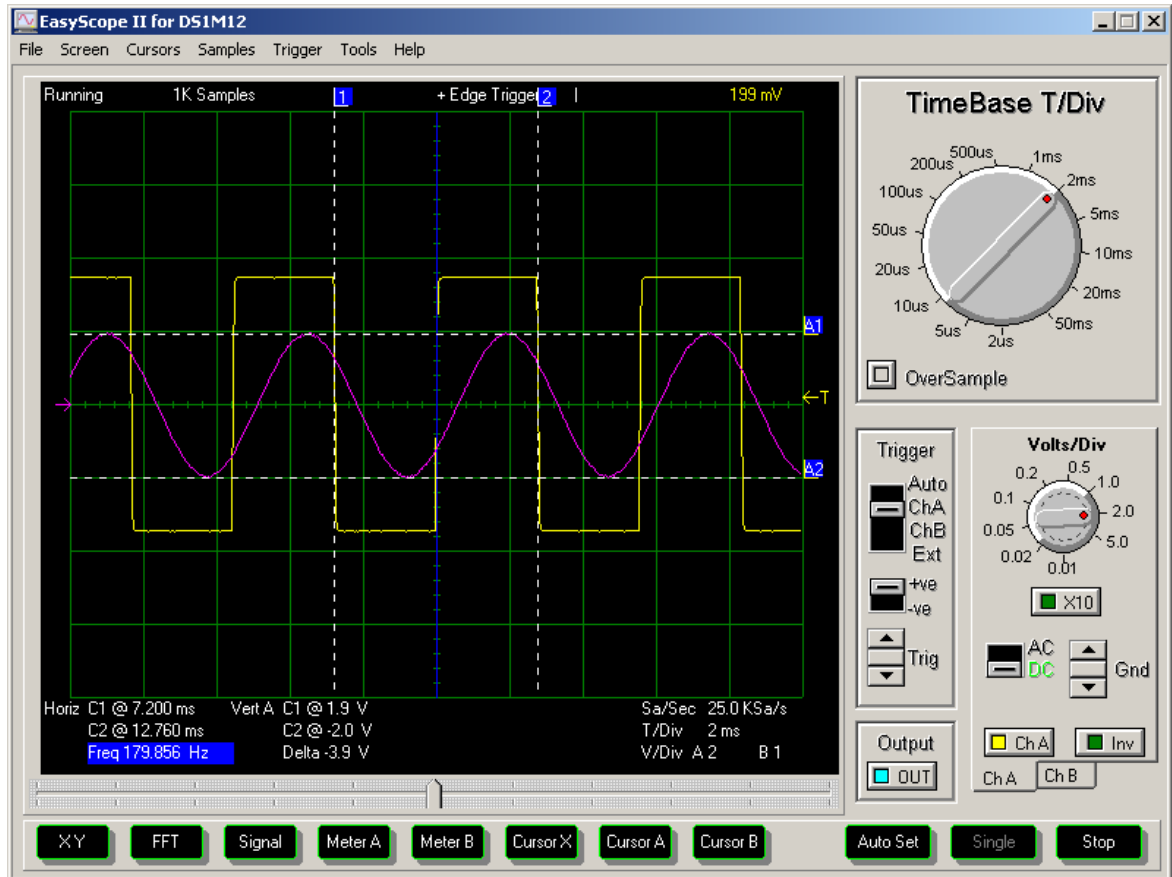 EasyScope II for DS1M12
File Screen Cursors Samples Trigger Tools Help
Running 1K Samples 1 + Edge Trigger 2 199 mV
A1
T
A2
Horiz C1 @ 7.200 ms Vert A C1 @ 1.9 V Sa/Sec 25.0 KSa/s
C2 @ 12.760 ms C2 @ -2.0 V T/Div 2 ms
Freq 179.856 Hz Delta -3.9 V V/Div A 2 B 1
TimeBase T/Div
500us 1ms
200us 2ms
100us 5ms
50us 10ms
20us 20ms
10us 50ms
5us 2us
OverSample
Trigger
Auto
ChA
ChB
Ext
+ve
-ve
Trig
Volts/Div
0.2 0.5
0.1 1.0
0.05 2.0
0.02 5.0
0.01
X10
AC
DC
Gnd
Ch A Inv
Ch A Ch B
Output
OUT
X Y FFT Signal Meter A Meter B Cursor X Cursor A Cursor B Auto Set Single Stop